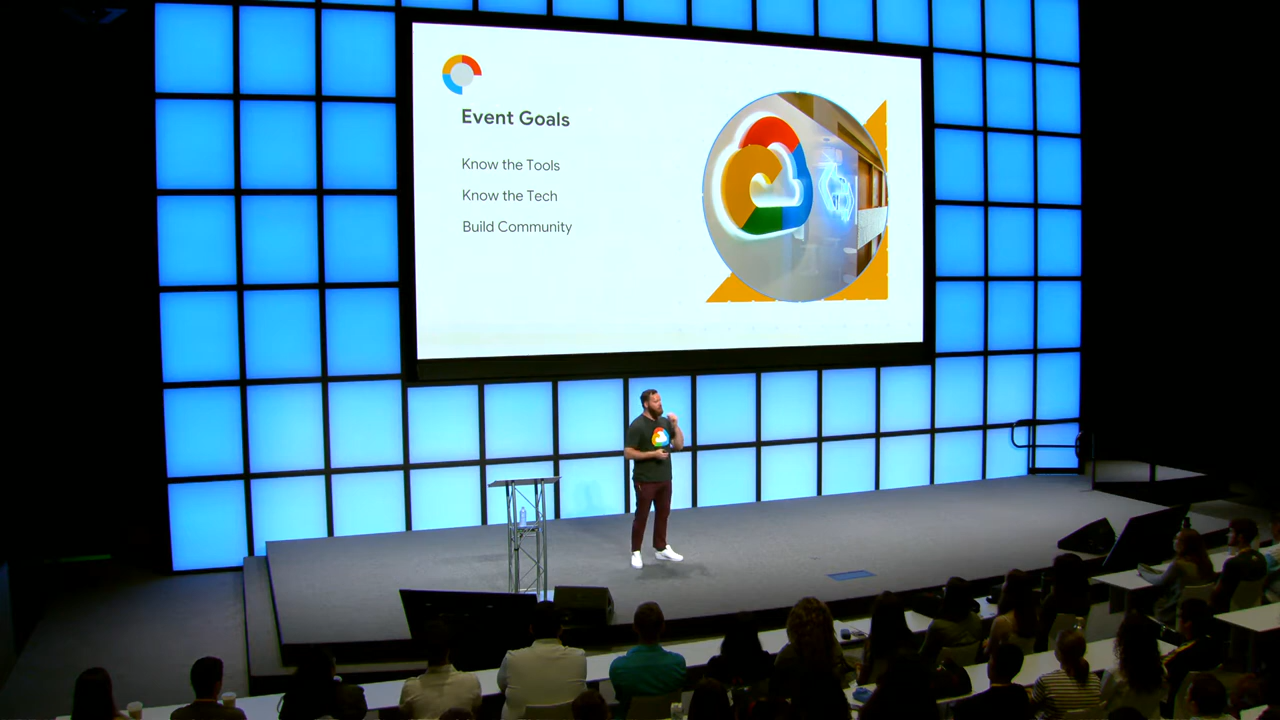 Event Goals
Know the Tools
Know the Tech
Build Community